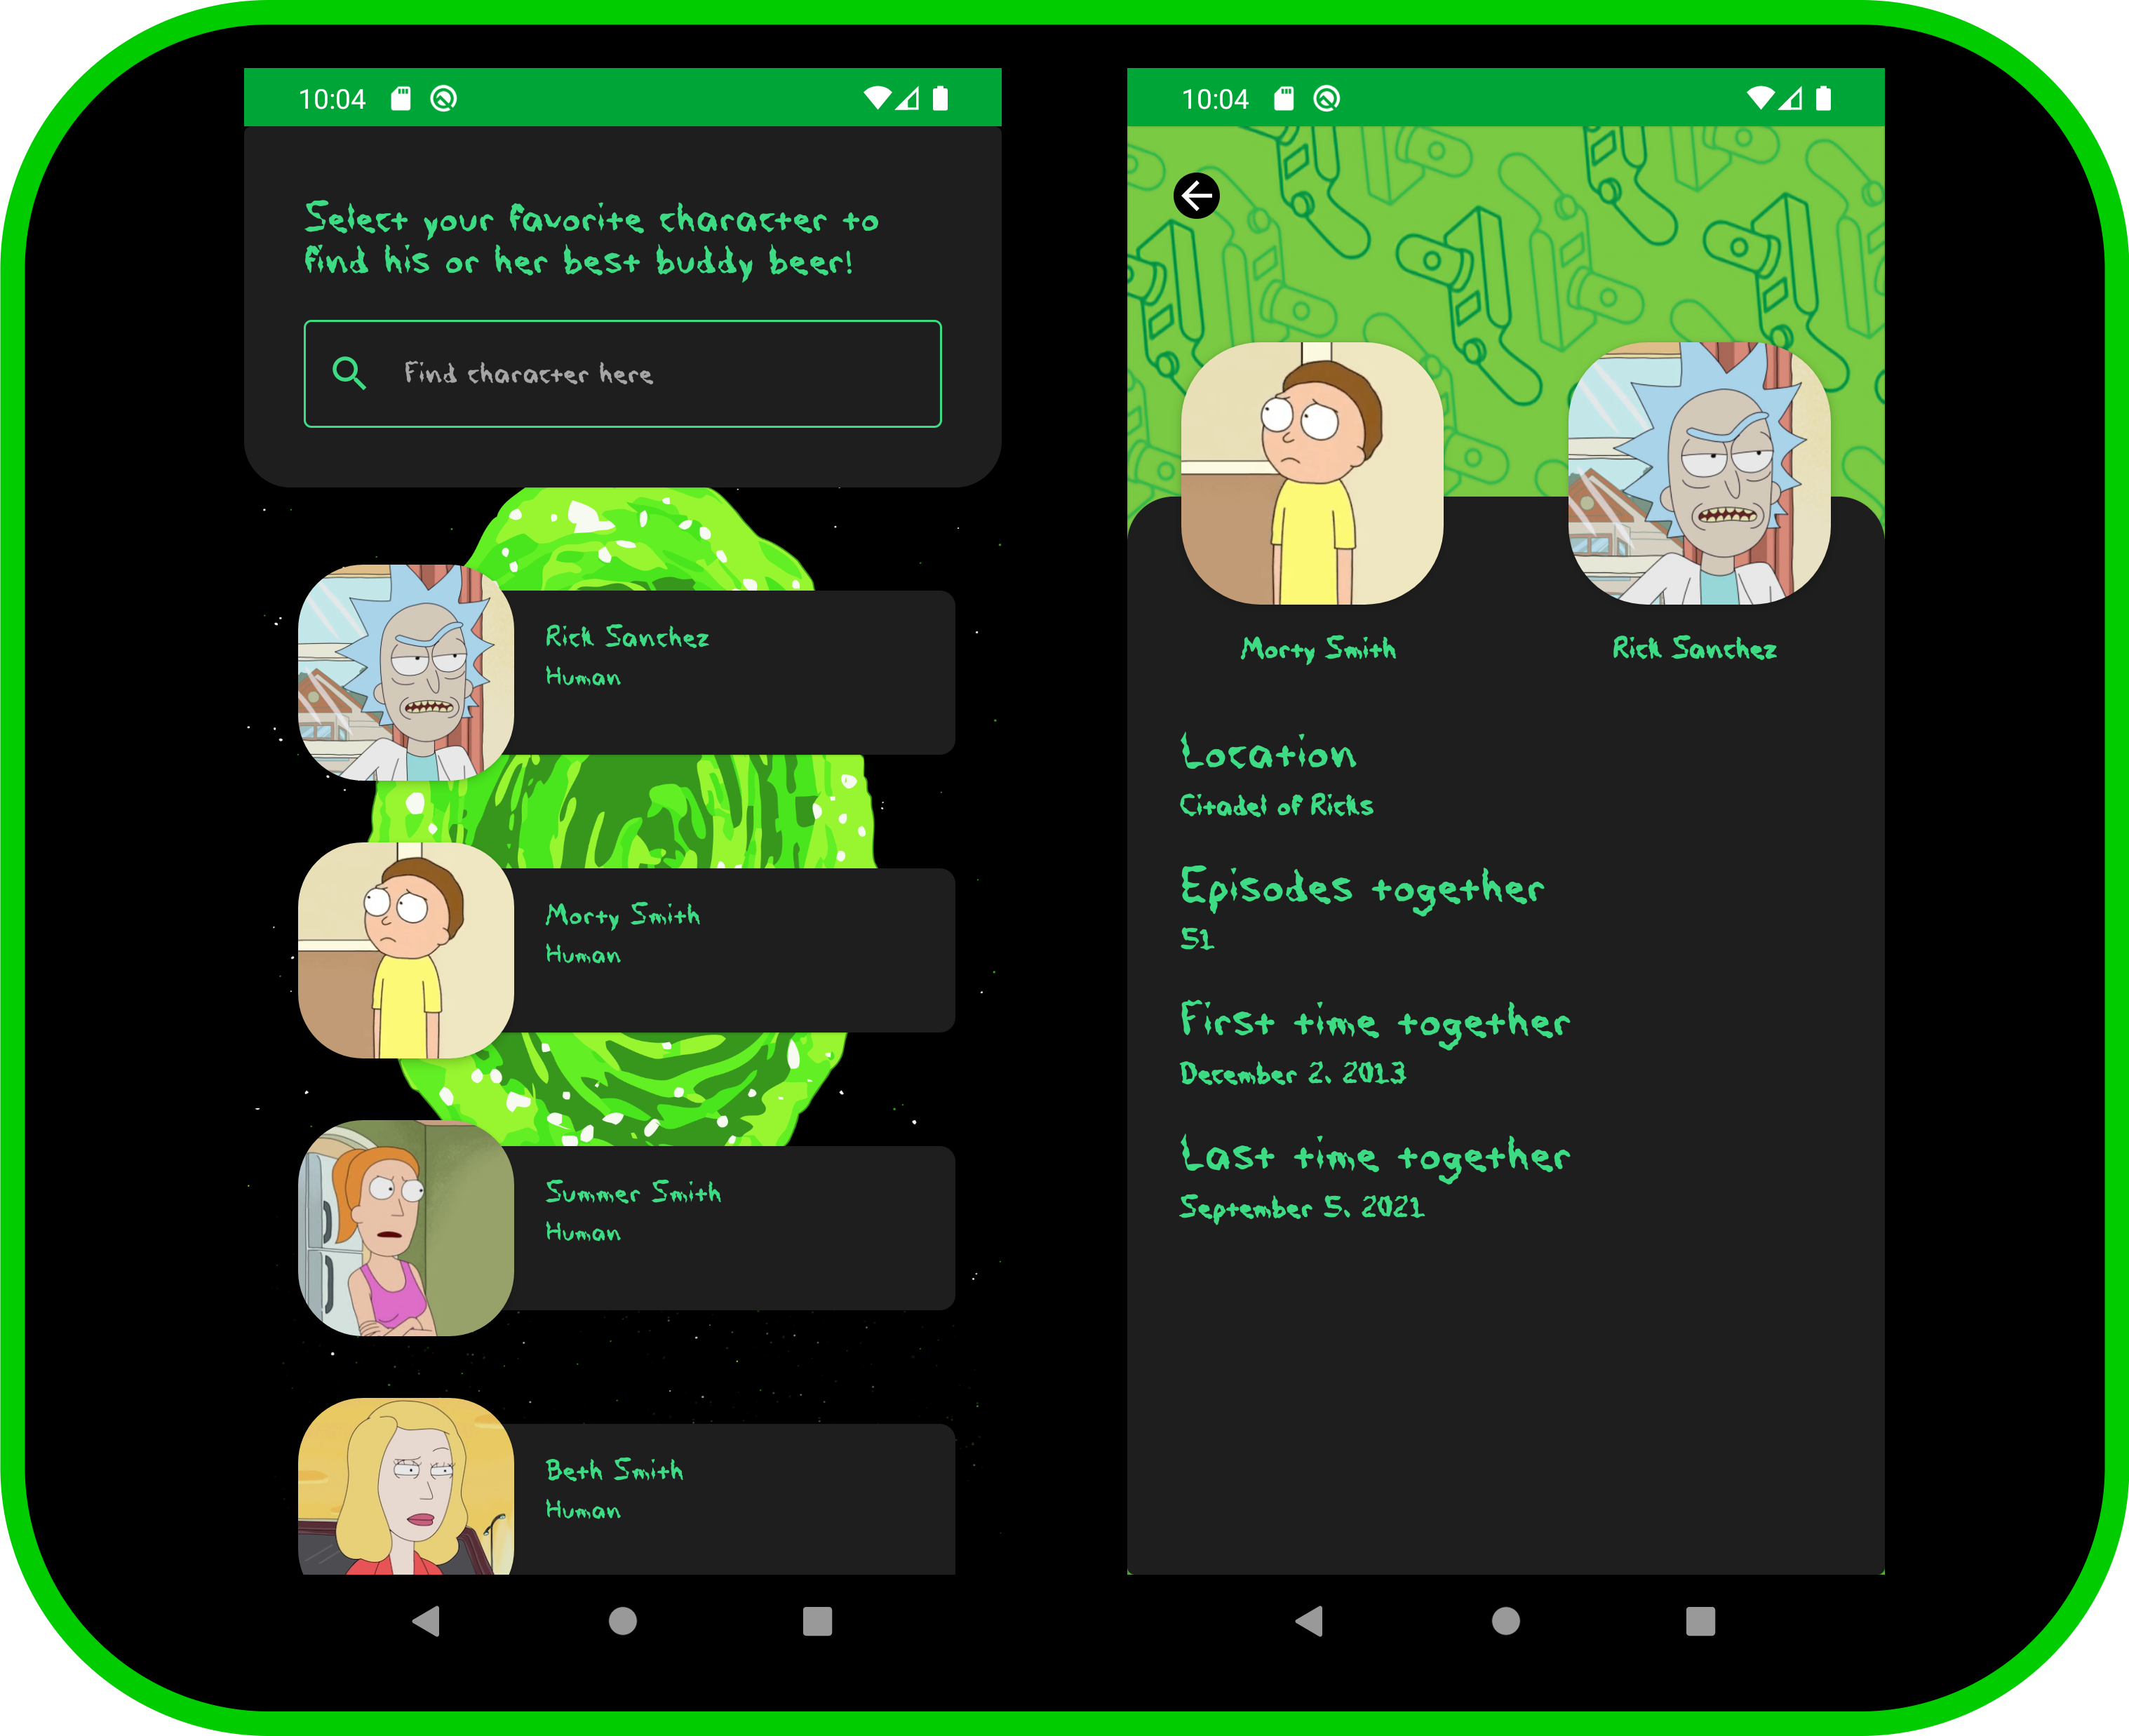 10:04
Select your favorite character to
find his or her best buddy beer!
Find character here
Rick Sanchez
Human
Morty Smith
Human
Summer Smith
Human
Beth Smith
Human
10:04
Morty Smith
Rick Sanchez
Location
Citadel of Ricks
Episodes together
51
First time together
December 2, 2013
Last time together
September 5, 2021